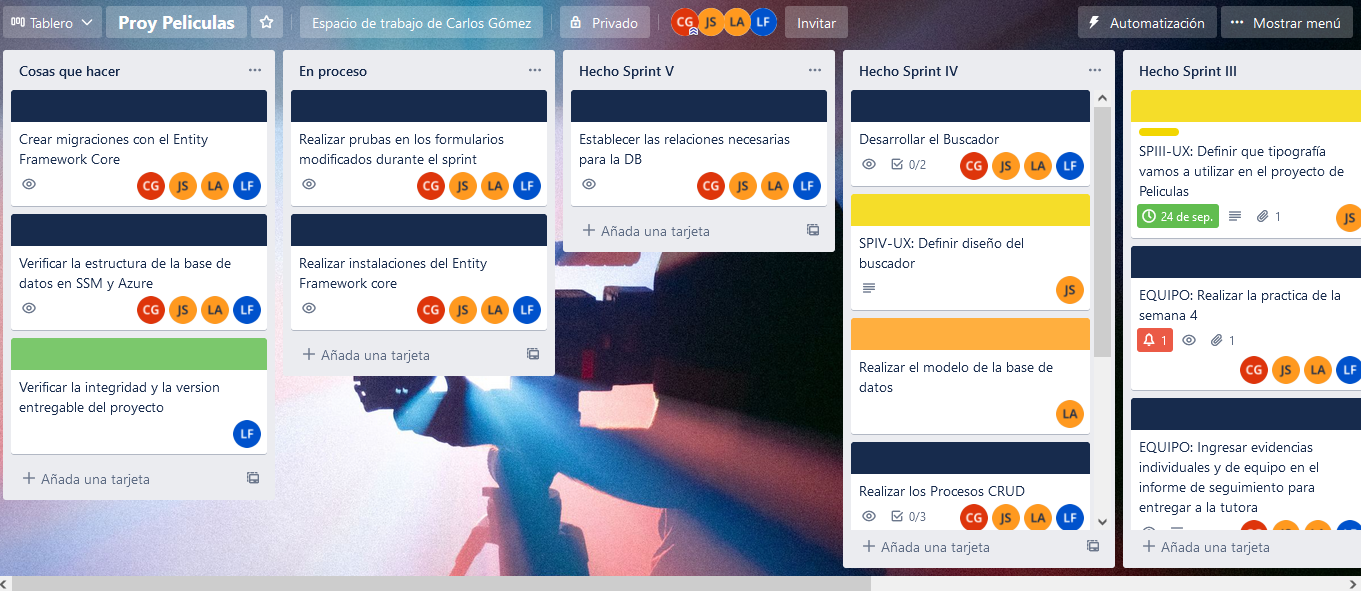 Tablero
Proy Peliculas
Espacio de trabajo de Carlos Gómez
Privado
CG JS LA LF
Invitar
Automatización
Mostrar menú
Cosas que hacer
Crear migraciones con el Entity
Framework Core
CG JS LA LF
Verificar la estructura de la base de
datos en SSM y Azure
CG JS LA LF
Verificar la integridad y la version
entregable del proyecto
LF
Añada una tarjeta
En proceso
Realizar prubas en los formularios
modificados durante el sprint
CG JS LA LF
Realizar instalaciones del Entity
Framework core
CG JS LA LF
Añada una tarjeta
Hecho Sprint V
Establecer las relaciones necesarias
para la DB
CG JS LA LF
Añada una tarjeta
Hecho Sprint IV
Desarrollar el Buscador
0/2 CG JS LA LF
SPIV-UX: Definir diseño del
buscador
JS
Realizar el modelo de la base de
datos
LA
Realizar los Procesos CRUD
0/3 CG JS LA LF
Añada una tarjeta
Hecho Sprint III
SPIII-UX: Definir que tipografía
vamos a utilizar en el proyecto de
Peliculas
24 de sep. 1 JS
EQUIPO: Realizar la practica de la
semana 4
1 1
CG JS LA LF
EQUIPO: Ingresar evidencias
individuales y de equipo en el
informe de seguimiento para
entregar a la tutora
Añada una tarjeta